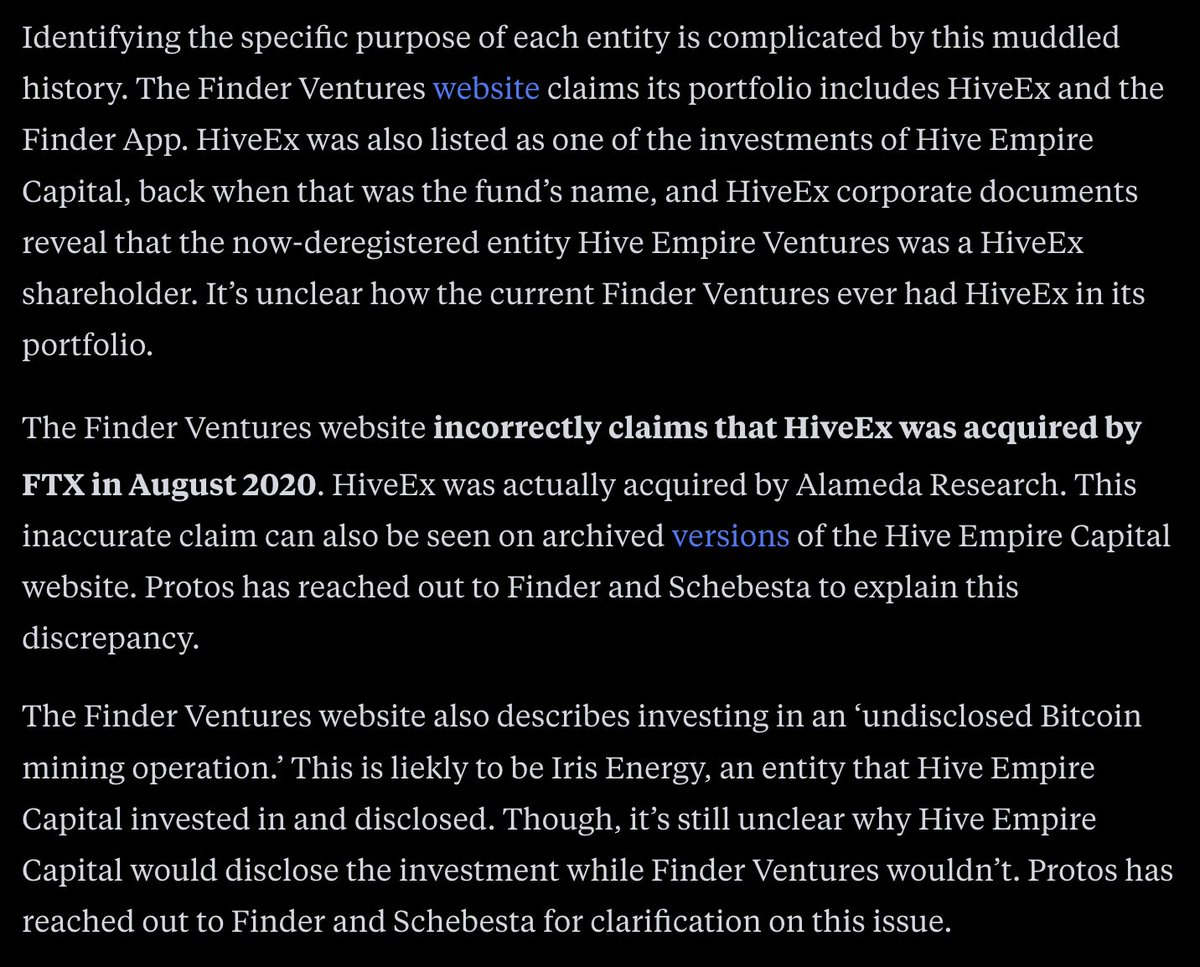 Identifying the specific purpose of each entity is complicated by this muddled
history. The Finder Ventures website claims its portfolio includes HiveEx and the
Finder App. HiveEx was also listed as one of the investments of Hive Empire
Capital, back when that was the fund’s name, and HiveEx corporate documents
reveal that the now-deregistered entity Hive Empire Ventures was a HiveEx
shareholder. It’s unclear how the current Finder Ventures ever had HiveEx in its
portfolio.
The Finder Ventures website incorrectly claims that HiveEx was acquired by
FTX in August 2020. HiveEx was actually acquired by Alameda Research. This
inaccurate claim can also be seen on archived versions of the Hive Empire Capital
website. Protos has reached out to Finder and Schebesta to explain this
discrepancy.
The Finder Ventures website also describes investing in an ‘undisclosed Bitcoin
mining operation.’ This is liekly to be Iris Energy, an entity that Hive Empire
Capital invested in and disclosed. Though, it’s still unclear why Hive Empire
Capital would disclose the investment while Finder Ventures wouldn’t. Protos has
reached out to Finder and Schebesta for clarification on this issue.